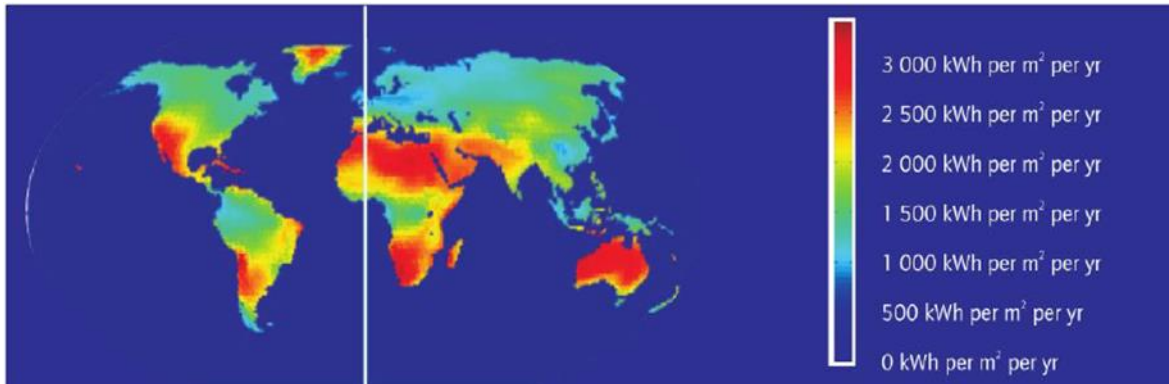 3 000 kWh per m² per yr
2 500 kWh per m² per yr
2 000 kWh per m² per yr
1 500 kWh per m² per yr
1 000 kWh per m² per yr
500 kWh per m² per yr
0 kWh per m² per yr